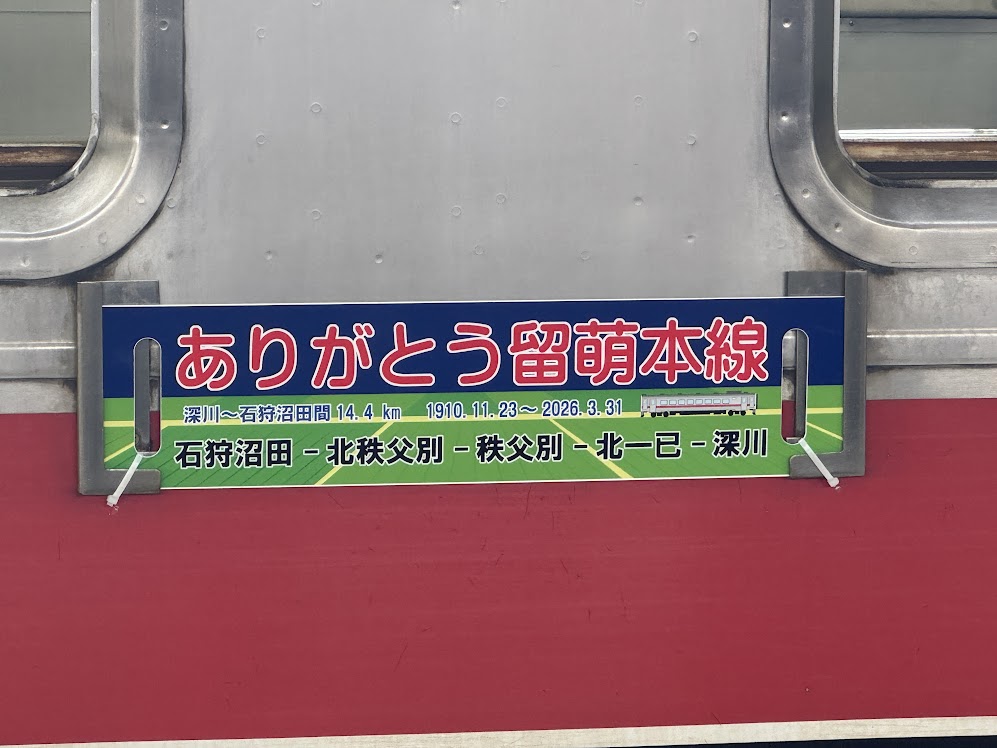 ありがとう留萌本線
深川～石狩沼田間 14.4 km 1910.11.23～ 2026.3.31
石狩沼田 － 北秩父別 － 秩父別 － 北一已 － 深川